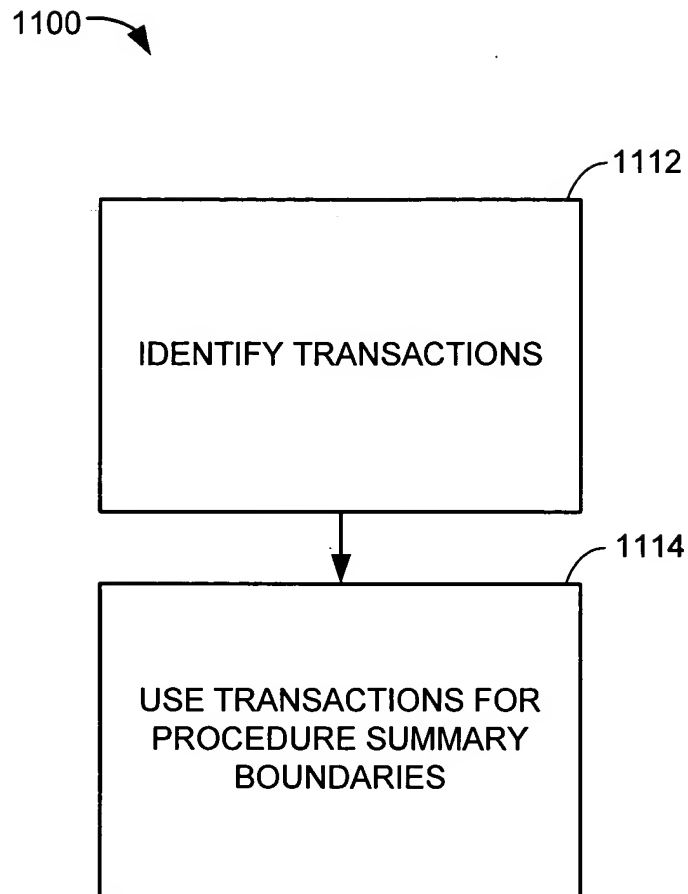 1100
1112
IDENTIFY TRANSACTIONS
1114
USE TRANSACTIONS FOR
PROCEDURE SUMMARY
BOUNDARIES